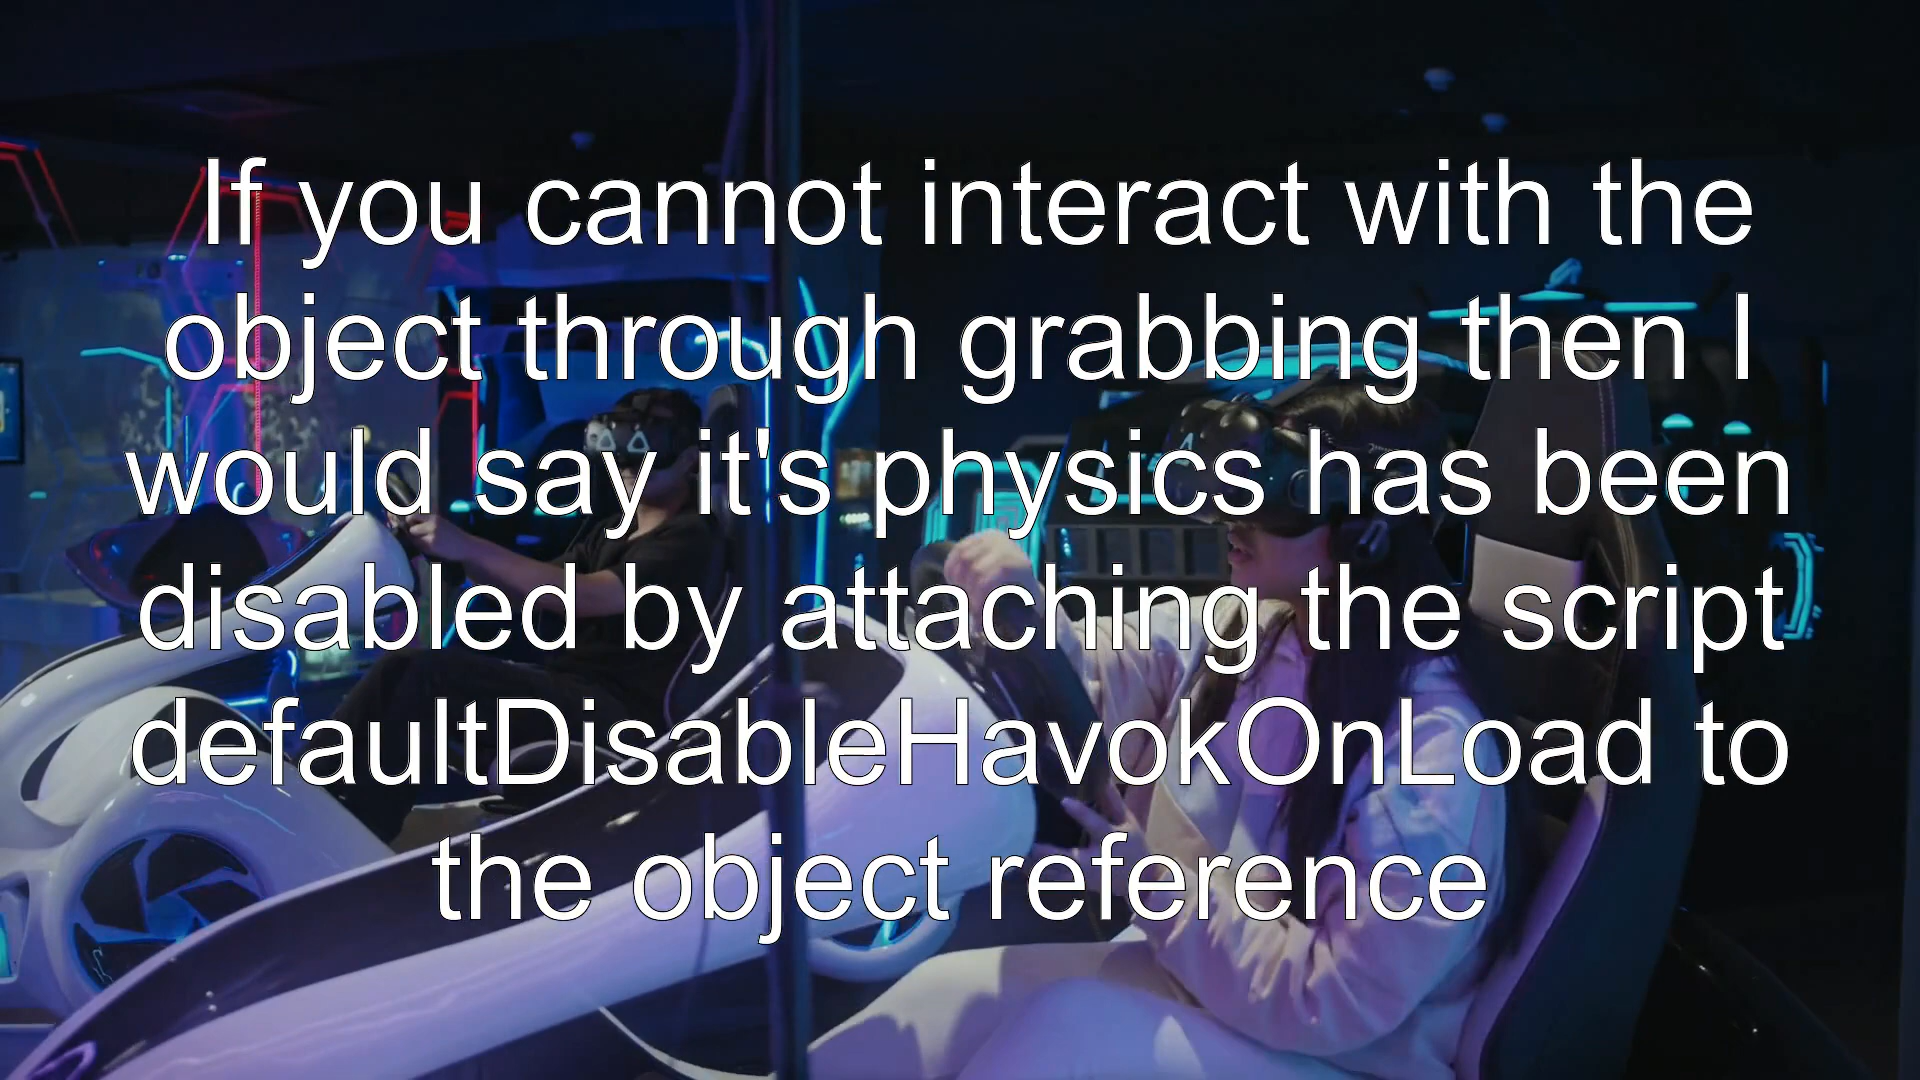 If you cannot interact with the
object through grabbing then I
would say it's physics has been
disabled by attaching the script
defaultDisableHavokOnLoad to
the object reference